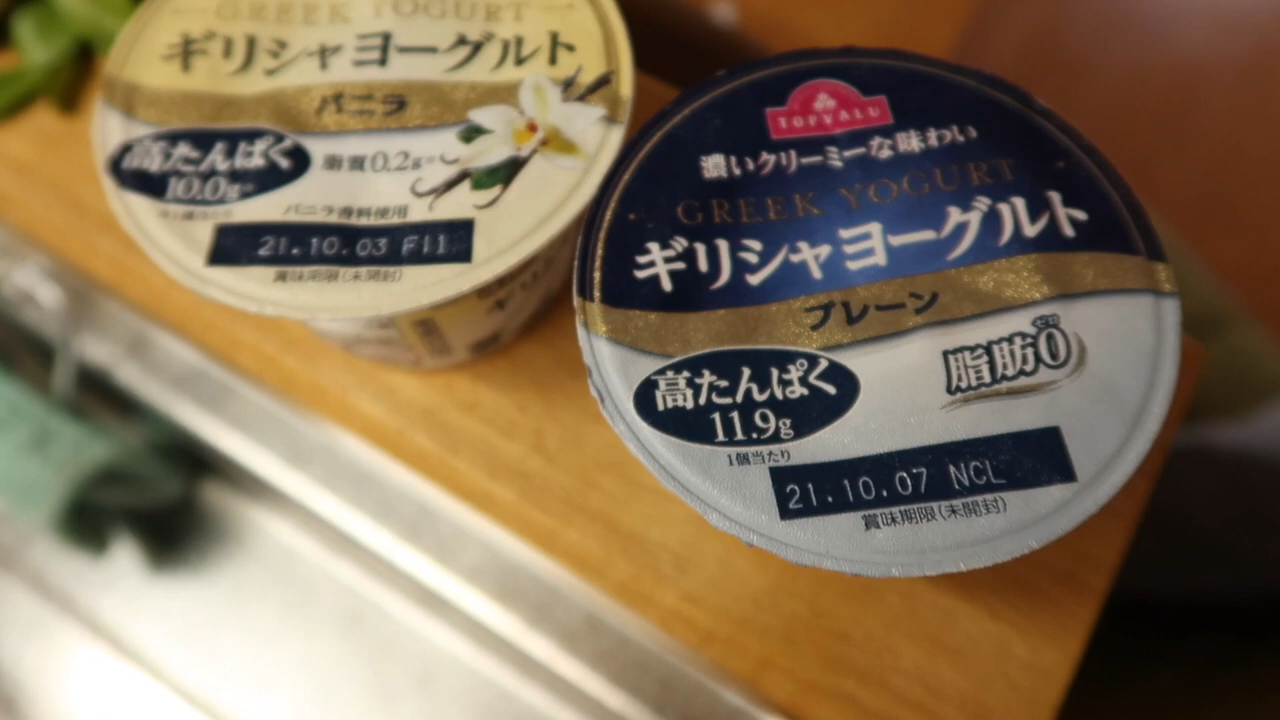 GREEK YOGURT
ギリシャヨーグルト
バニラ
高たんぱく
10.0g
脂質0.2g
バニラ香料使用
21.10.03 F11
賞味期限(未開封)
TOPVALU
濃いクリーミーな味わい
GREEK YOGURT
ギリシャヨーグルト
プレーン
高たんぱく
11.9g
1個当たり
ゼロ
脂肪0
21.10.07 NCL
賞味期限(未開封)